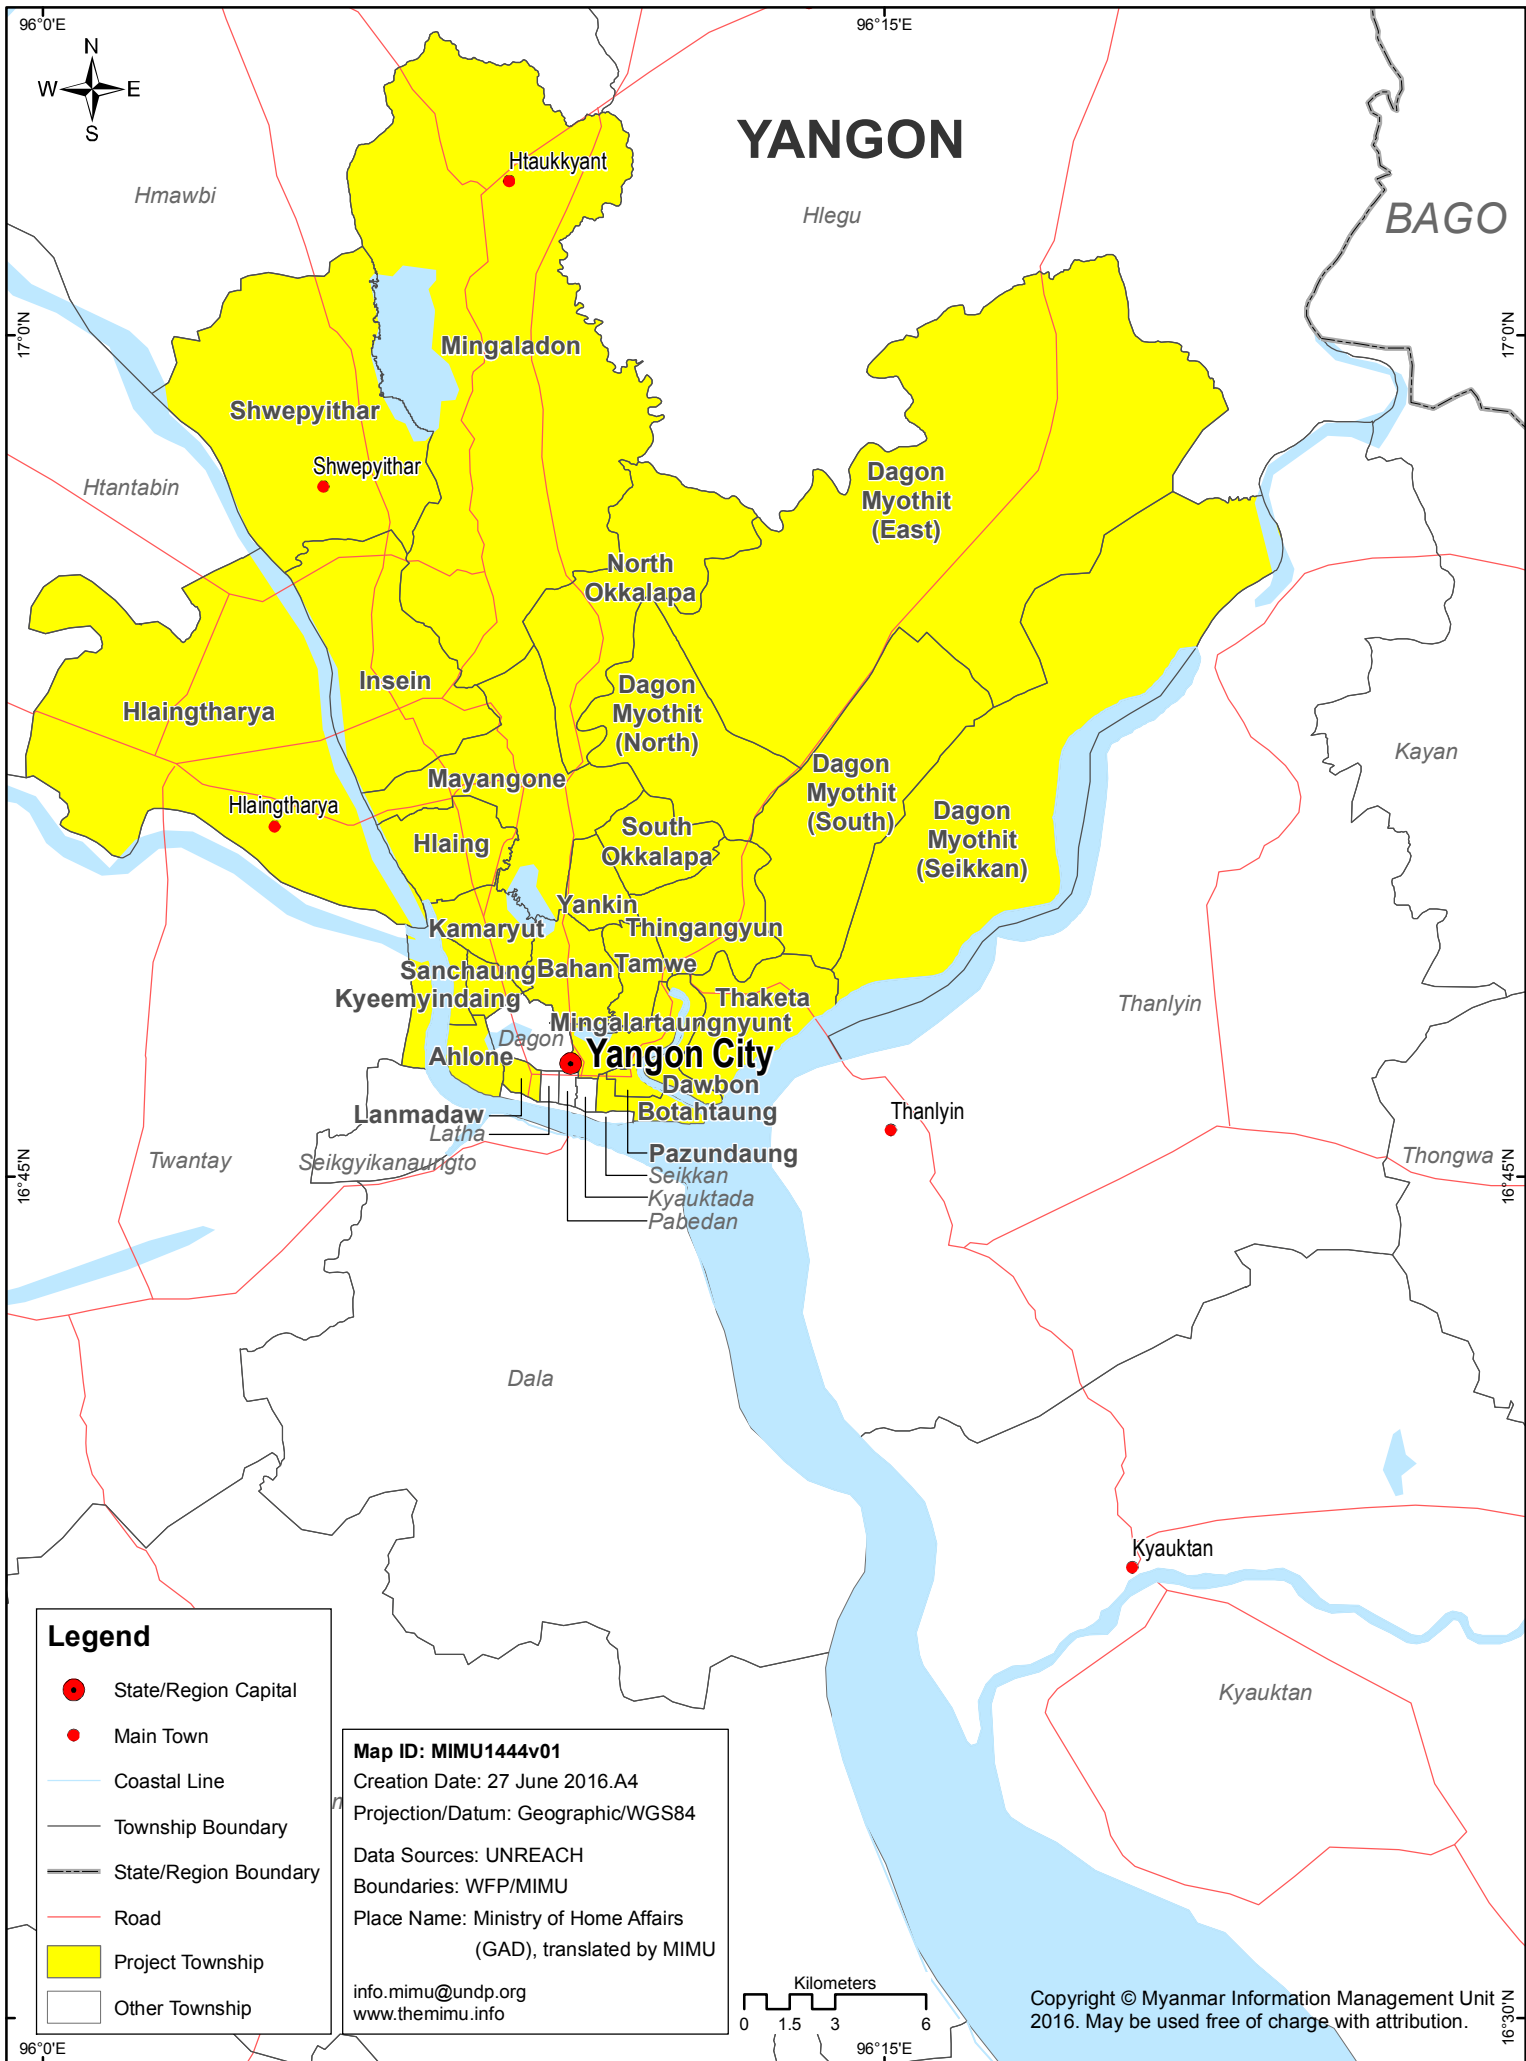 96°0'E
96°15'E
N
W
E
S
YANGON
Htaukkyant
Hmawbi
Hlegu
BAGO
17°0'N
17°0'N
Mingaladon
Shwepyithar
Shwepyithar
Htantabin
Dagon
Myothit
(East)
North
Okkalapa
Insein
Hlaingtharya
Dagon
Myothit
(North)
Kayan
Mayangone
Dagon
Myothit
(South)
Hlaingtharya
Dagon
Myothit
(Seikkan)
Hlaing
South
Okkalapa
Yankin
Kamaryut
Thingangyun
Sanchaung
Bahan
Tamwe
Kyeemyindaing
Thaketa
Thanlyin
Mingalartaungnyunt
Dagon
Ahlone
Yangon City
Dawbon
Lanmadaw
Botahtaung
Thanlyin
Latha
Pazundaung
Twantay
Seikgyikanaungto
Thongwa
16°45'N
16°45'N
Seikkan
Kyauktada
Pabedan
Dala
Kyauktan
Kyauktan
Legend
State/Region Capital
Main Town
Coastal Line
Township Boundary
State/Region Boundary
Road
Project Township
Other Township
Map ID: MIMU1444v01
Creation Date: 27 June 2016.A4
Projection/Datum: Geographic/WGS84
Data Sources: UNREACH
Boundaries: WFP/MIMU
Place Name: Ministry of Home Affairs
(GAD), translated by MIMU
info.mimu@undp.org
www.themimu.info
Kilometers
0 1.5 3 6
Copyright © Myanmar Information Management Unit
2016. May be used free of charge with attribution.
16°30'N
96°0'E
96°15'E